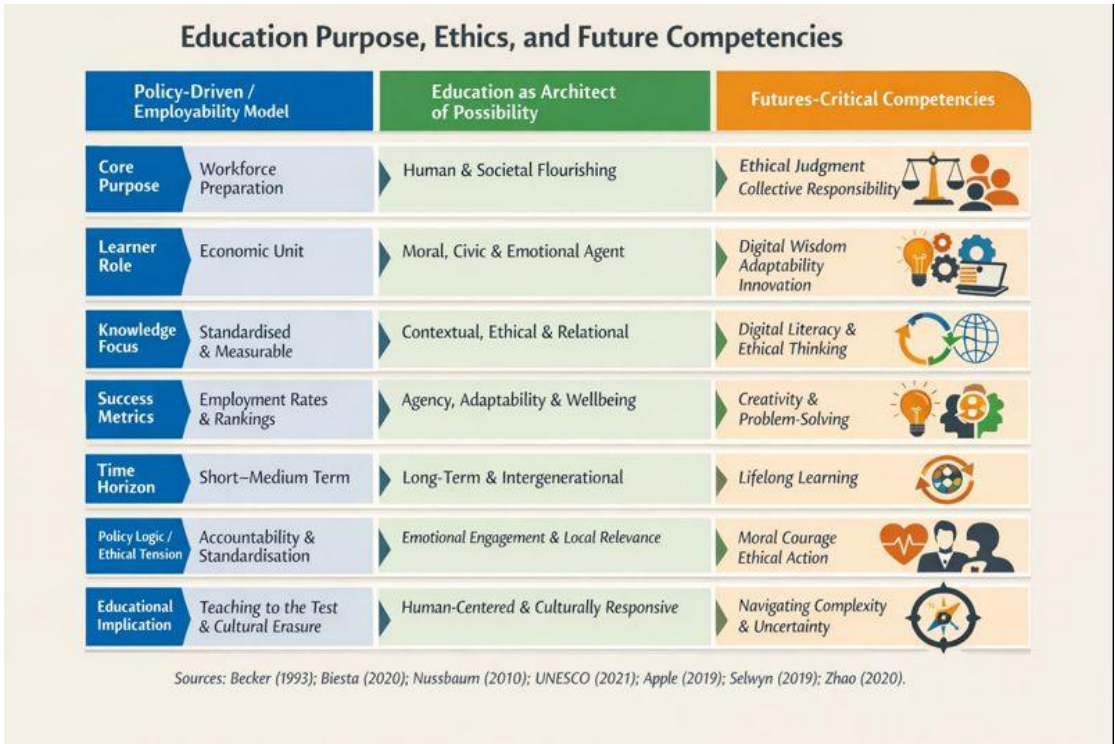 Education Purpose, Ethics, and Future Competencies
Policy-Driven /
Employability Model
Education as Architect
of Possibility
Futures-Critical Competencies
Core
Purpose
Workforce
Preparation
Human & Societal Flourishing
Ethical Judgment
Collective Responsibility
Learner
Role
Economic Unit
Moral, Civic & Emotional Agent
Digital Wisdom
Adaptability
Innovation
Knowledge
Focus
Standardised
& Measurable
Contextual, Ethical & Relational
Digital Literacy &
Ethical Thinking
Success
Metrics
Employment Rates
& Rankings
Agency, Adaptability & Wellbeing
Creativity &
Problem-Solving
Time
Horizon
Short–Medium Term
Long-Term & Intergenerational
Lifelong Learning
Policy Logic /
Ethical Tension
Accountability &
Standardisation
Emotional Engagement & Local Relevance
Moral Courage
Ethical Action
Educational
Implication
Teaching to the Test
& Cultural Erasure
Human-Centered & Culturally Responsive
Navigating Complexity
& Uncertainty
Sources: Becker (1993); Biesta (2020); Nussbaum (2010); UNESCO (2021); Apple (2019); Selwyn (2019); Zhao (2020).